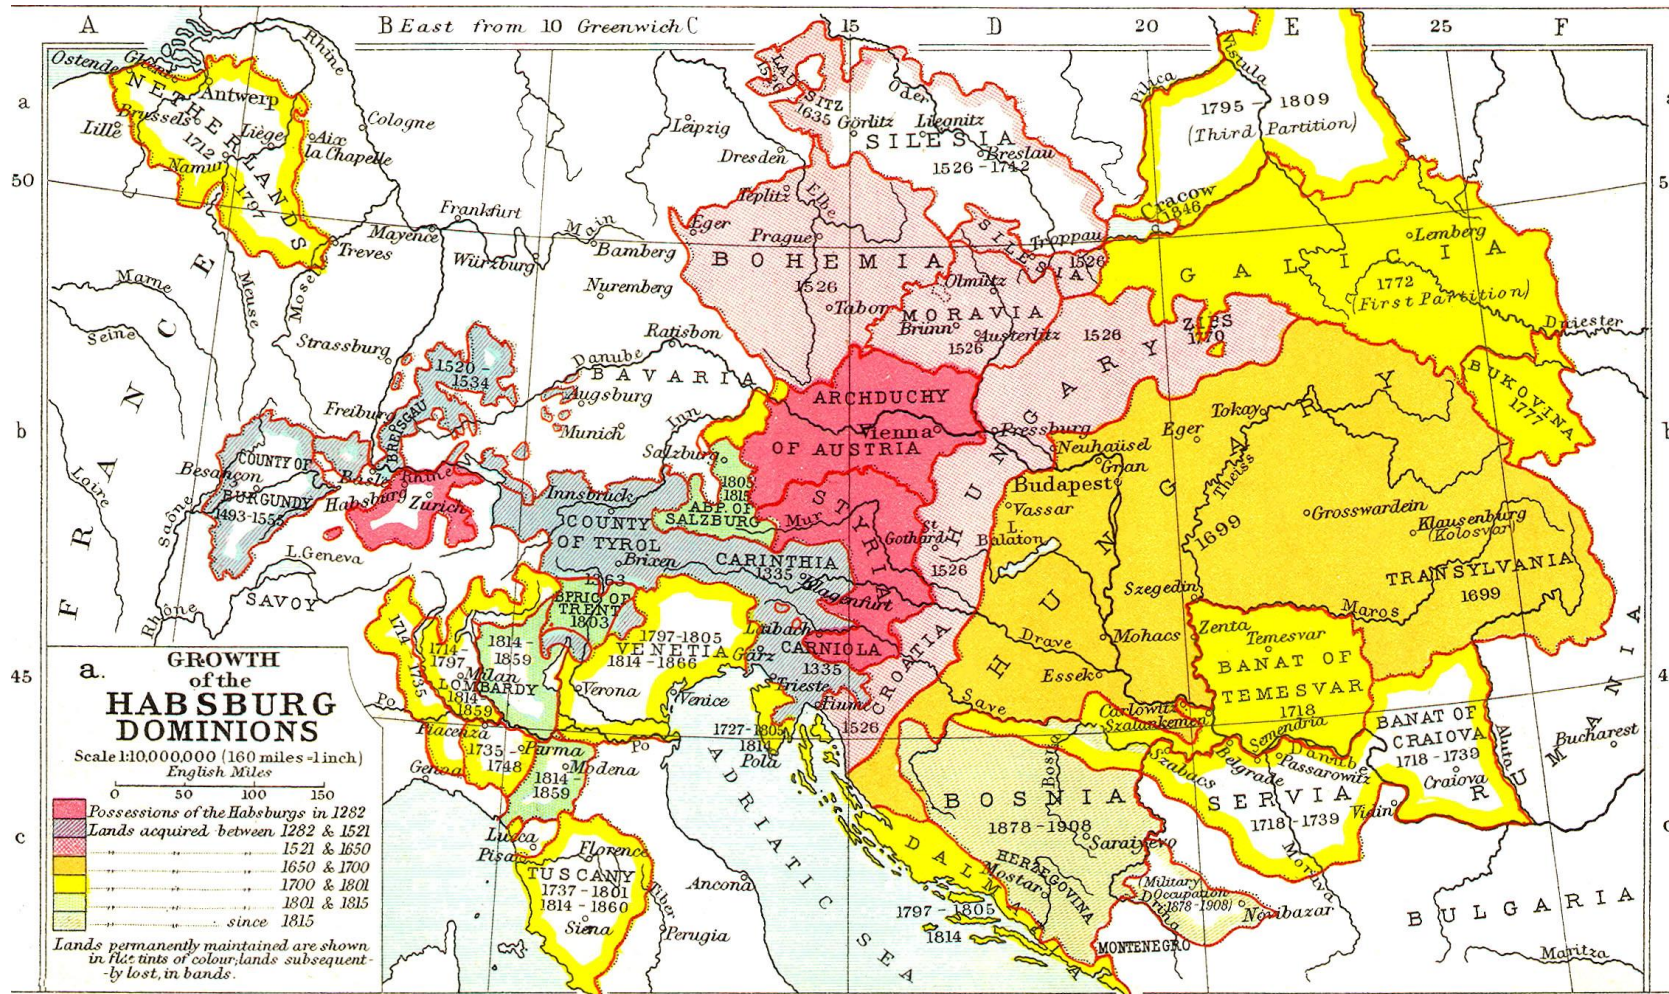 A B East from 10 Greenwich C 15 D 20 E 25 F
a
b
c
50
45
a
b
c
5
4
Ostende
Ghent
Antwerp
NETHERLANDS
Brussels
1712
1797
Lille
Liège
Namur
Aix
la Chapelle
Cologne
Rhine
Treves
Mayence
Frankfurt
Main
Bamberg
Würzburg
Nuremberg
Leipzig
Dresden
Marne
Seine
Meuse
Mosel
FRANCE
Loire
Saône
Rhône
Strassburg
Freiburg
BREISGAU
1520 -
1534
Ratisbon
Danube
BAVARIA
Augsburg
Munich
Inn
Salzburg
COUNTY OF
BURGUNDY
1493-1555
Besançon
Basle
Rhine
Habsburg
Zurich
L. Geneva
SAVOY
LAUSITZ
1526
1635
Görlitz
Oder
Liegnitz
SILESIA
Breslau
1526 - 1742
Teplitz
Elbe
Eger
Prague
BOHEMIA
1526
Tabor
SILESIA
Troppau
1526
Olmütz
MORAVIA
Brünn
Austerlitz
1526
Pilica
Vistula
1795 - 1809
(Third Partition)
Cracow
1846
GALICIA
Lemberg
1772
(First Partition)
Dniester
BUKOVINA
1777
ZIPS
1770
1526
HUNGARY
ARCHDUCHY
OF AUSTRIA
Vienna
Pressburg
Neuhäusel
Gran
Budapest
Vassar
L.
Balaton
Tokay
Eger
Theiss
1699
HUNGARY
Grosswardein
Klausenburg
(Kolosvar)
TRANSYLVANIA
1699
Maros
Szegedin
Zenta
Mohacs
Drave
Essek
Save
Innsbruck
COUNTY
OF TYROL
Brixen
1363
1805
1815
ABP. OF
SALZBURG
STYRIA
Mur
St.
Gothard
1526
CARINTHIA
1335
Klagenfurt
BPRIC OF
TRENT
1803
Laibach
CARNIOLA
1335
Görz
Trieste
Fiume
CROATIA
1526
1797-1805
VENETIA
1814 - 1866
Verona
Venice
1714
1735
1714-
1797
1814-
1859
Milan
LOMBARDY
1814
1859
Po
Piacenza
1735 -
1748
Parma
Genoa
Modena
1814 -
1859
Po
1727-1805
1814
Pola
Lucca
Pisa
Florence
TUSCANY
1737 - 1801
1814 - 1860
Siena
Tiber
Perugia
Ancona
ADRIATIC SEA
Temesvar
BANAT OF
TEMESVAR
1718
Carlowitz
Szalankemen
Semendria
Belgrade
Passarowitz
Danube
Szabacs
SERVIA
1718 - 1739
Vidin
Morava
BANAT OF
CRAIOVA
1718 - 1739
Craiova
Aluta
Bucharest
RUMANIA
BOSNIA
Bosna
1878 - 1908
Saraiyevo
HERZEGOVINA
Mostar
DALMATIA
1797 - 1805
1814
(Military
Occupation
1878-1908)
Drina
Novibazar
MONTENEGRO
BULGARIA
Maritza
a.
GROWTH
of the
HABSBURG
DOMINIONS
Scale 1:10,000,000 (160 miles = 1 inch)
English Miles
0 50 100 150
Possessions of the Habsburgs in 1282
Lands acquired between 1282 & 1521
" " " 1521 & 1650
" " " 1650 & 1700
" " " 1700 & 1801
" " " 1801 & 1815
" " since 1815
Lands permanently maintained are shown
in flat tints of colour; lands subsequent-
-ly lost, in bands.